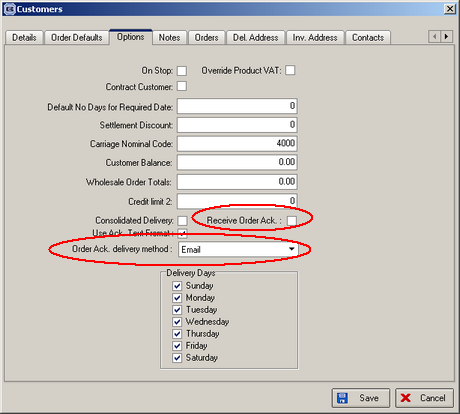 Customers
Details Order Defaults Options Notes Orders Del. Address Inv. Address Contacts
On Stop: Override Product VAT:
Contract Customer:
Default No Days for Required Date: 0
Settlement Discount: 0
Carriage Nominal Code: 4000
Customer Balance: 0.00
Wholesale Order Totals: 0.00
Credit limit 2: 0
Consolidated Delivery: Receive Order Ack. :
Use Ack. Text Format :
Order Ack. delivery method : Email
Delivery Days
Sunday
Monday
Tuesday
Wednesday
Thursday
Friday
Saturday
Save Cancel